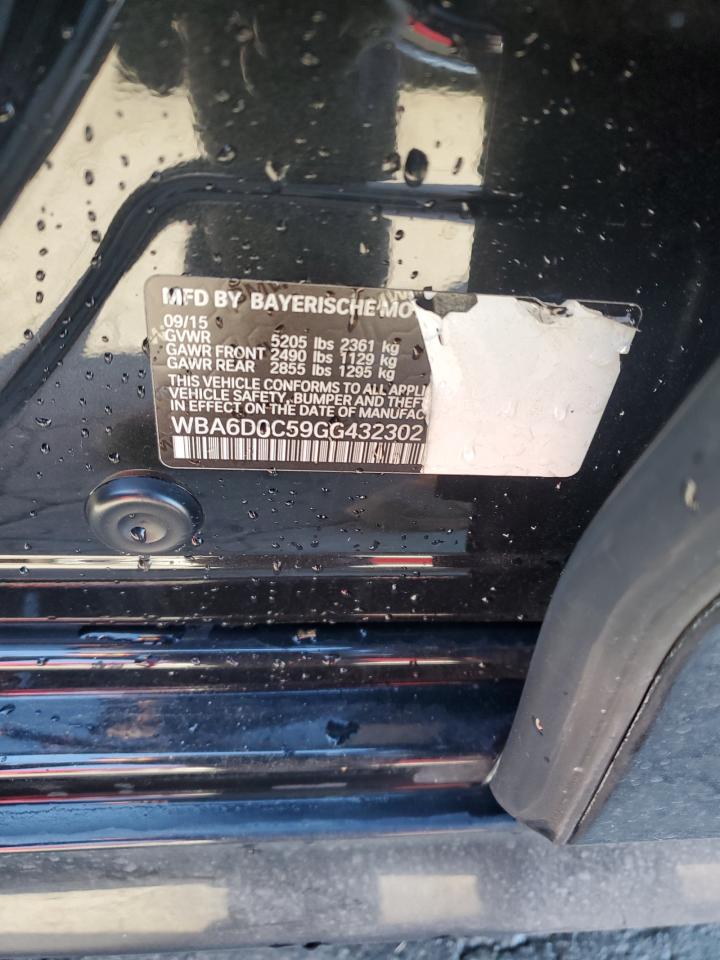 MFD BY BAYERISCHE MO
09/15
GVWR 5205 lbs 2361 kg
GAWR FRONT 2490 lbs 1129 kg
GAWR REAR 2855 lbs 1295 kg
THIS VEHICLE CONFORMS TO ALL APPLI
VEHICLE SAFETY, BUMPER AND THEFT
IN EFFECT ON THE DATE OF MANUFAC
WBA6D0C59GG432302